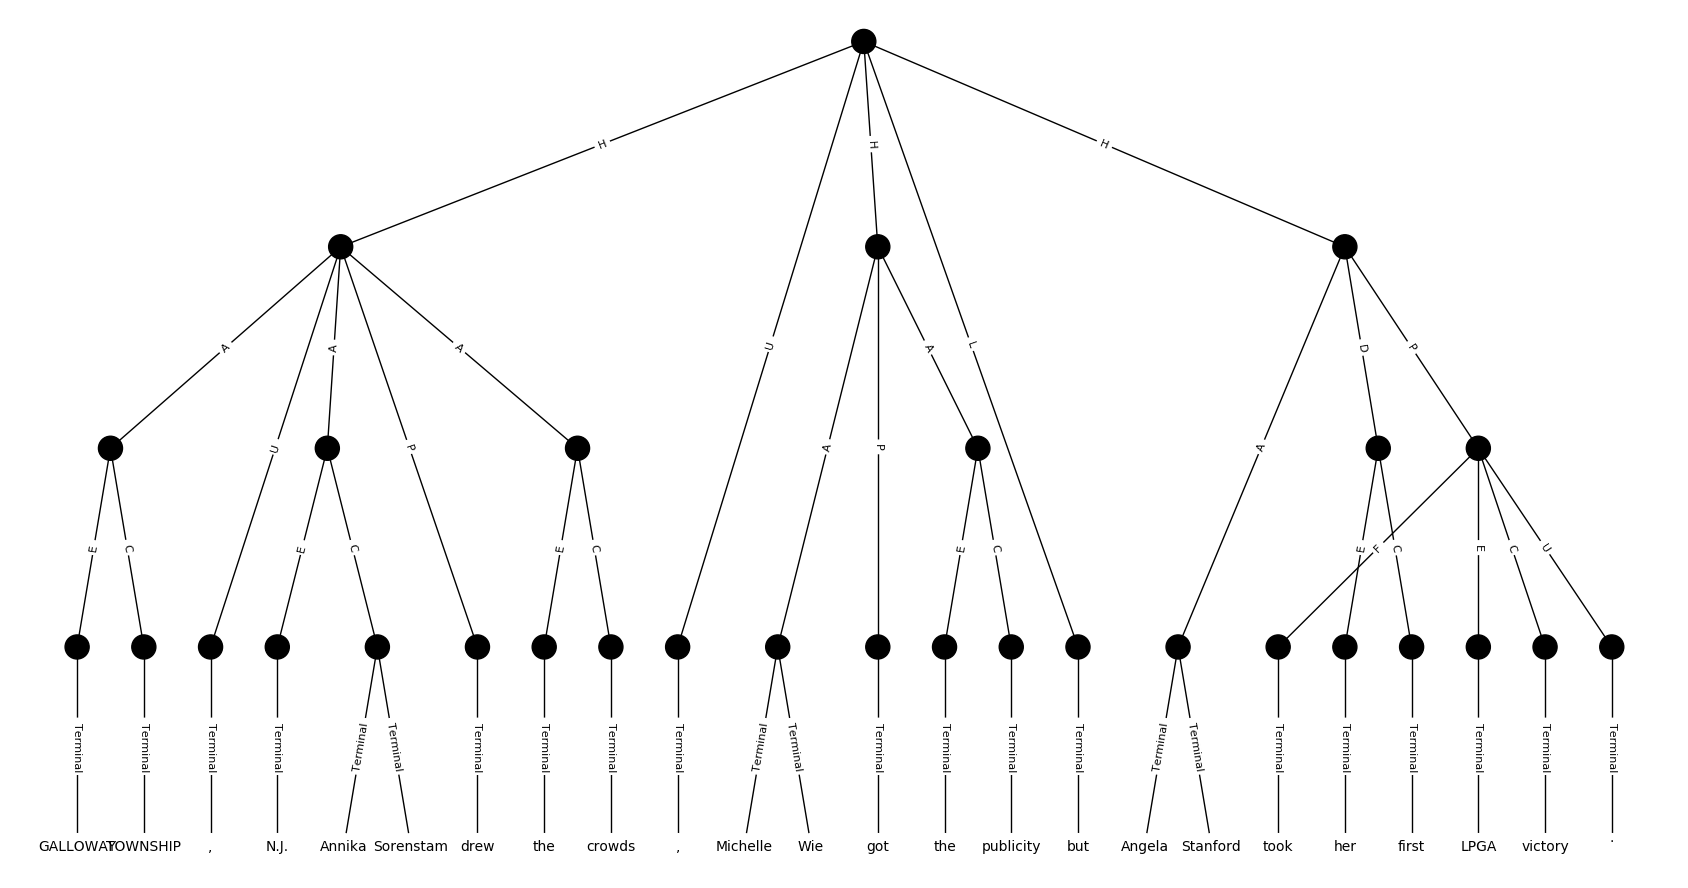 H H H
U L
A A A A A D P
U P P
E C E C E C E C E F C E C U
Terminal Terminal Terminal Terminal Terminal Terminal Terminal Terminal Terminal Terminal Terminal Terminal Terminal Terminal Terminal Terminal Terminal Terminal Terminal Terminal Terminal Terminal Terminal Terminal
GALLOWAY TOWNSHIP , N.J. Annika Sorenstam drew the crowds , Michelle Wie got the publicity but Angela Stanford took her first LPGA victory .